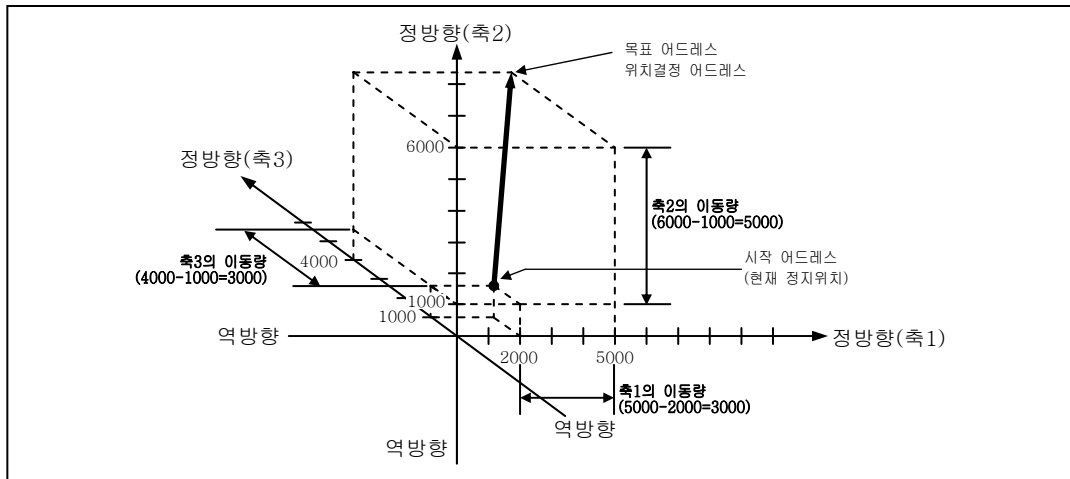 정방향(축2)
목표 어드레스
위치결정 어드레스
6000
정방향(축3)
축2의 이동량
(6000-1000=5000)
축3의 이동량
(4000-1000=3000)
4000
시작 어드레스
(현재 정지위치)
1000
1000
역방향
정방향(축1)
2000
5000
축1의 이동량
(5000-2000=3000)
역방향
역방향